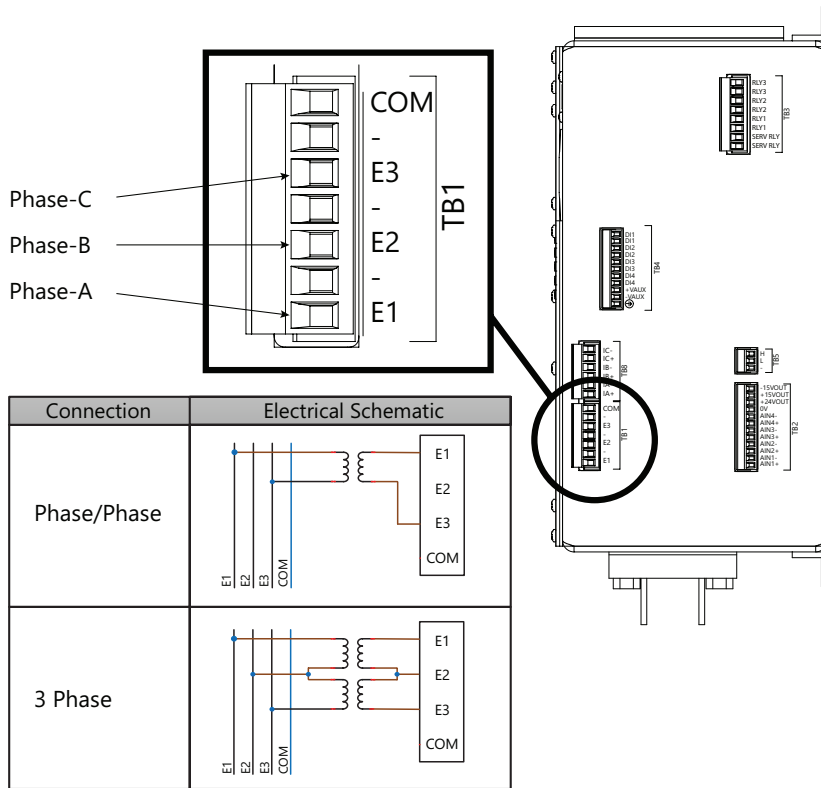 COM
-
E3
-
E2
-
E1
TB1
Phase-C
Phase-B
Phase-A
RLY3
RLY3
RLY2
RLY2
RLY1
RLY1
SERV RLY
SERV RLY
TB3
DI1
DI1
DI2
DI2
DI3
DI3
DI4
DI4
+VAUX
-VAUX
TB4
IC-
IC+
IB-
IB+
IA-
IA+
TB8
COM
-
E3
-
E2
-
E1
TB1
H
L
-
TB5
-15VOUT
+15VOUT
+24VOUT
0V
AIN4-
AIN4+
AIN3-
AIN3+
AIN2-
AIN2+
AIN1-
AIN1+
TB2
Connection Electrical Schematic
Phase/Phase
E1
E2
E3
COM
E1
E2
E3
COM
3 Phase
E1
E2
E3
COM
E1
E2
E3
COM